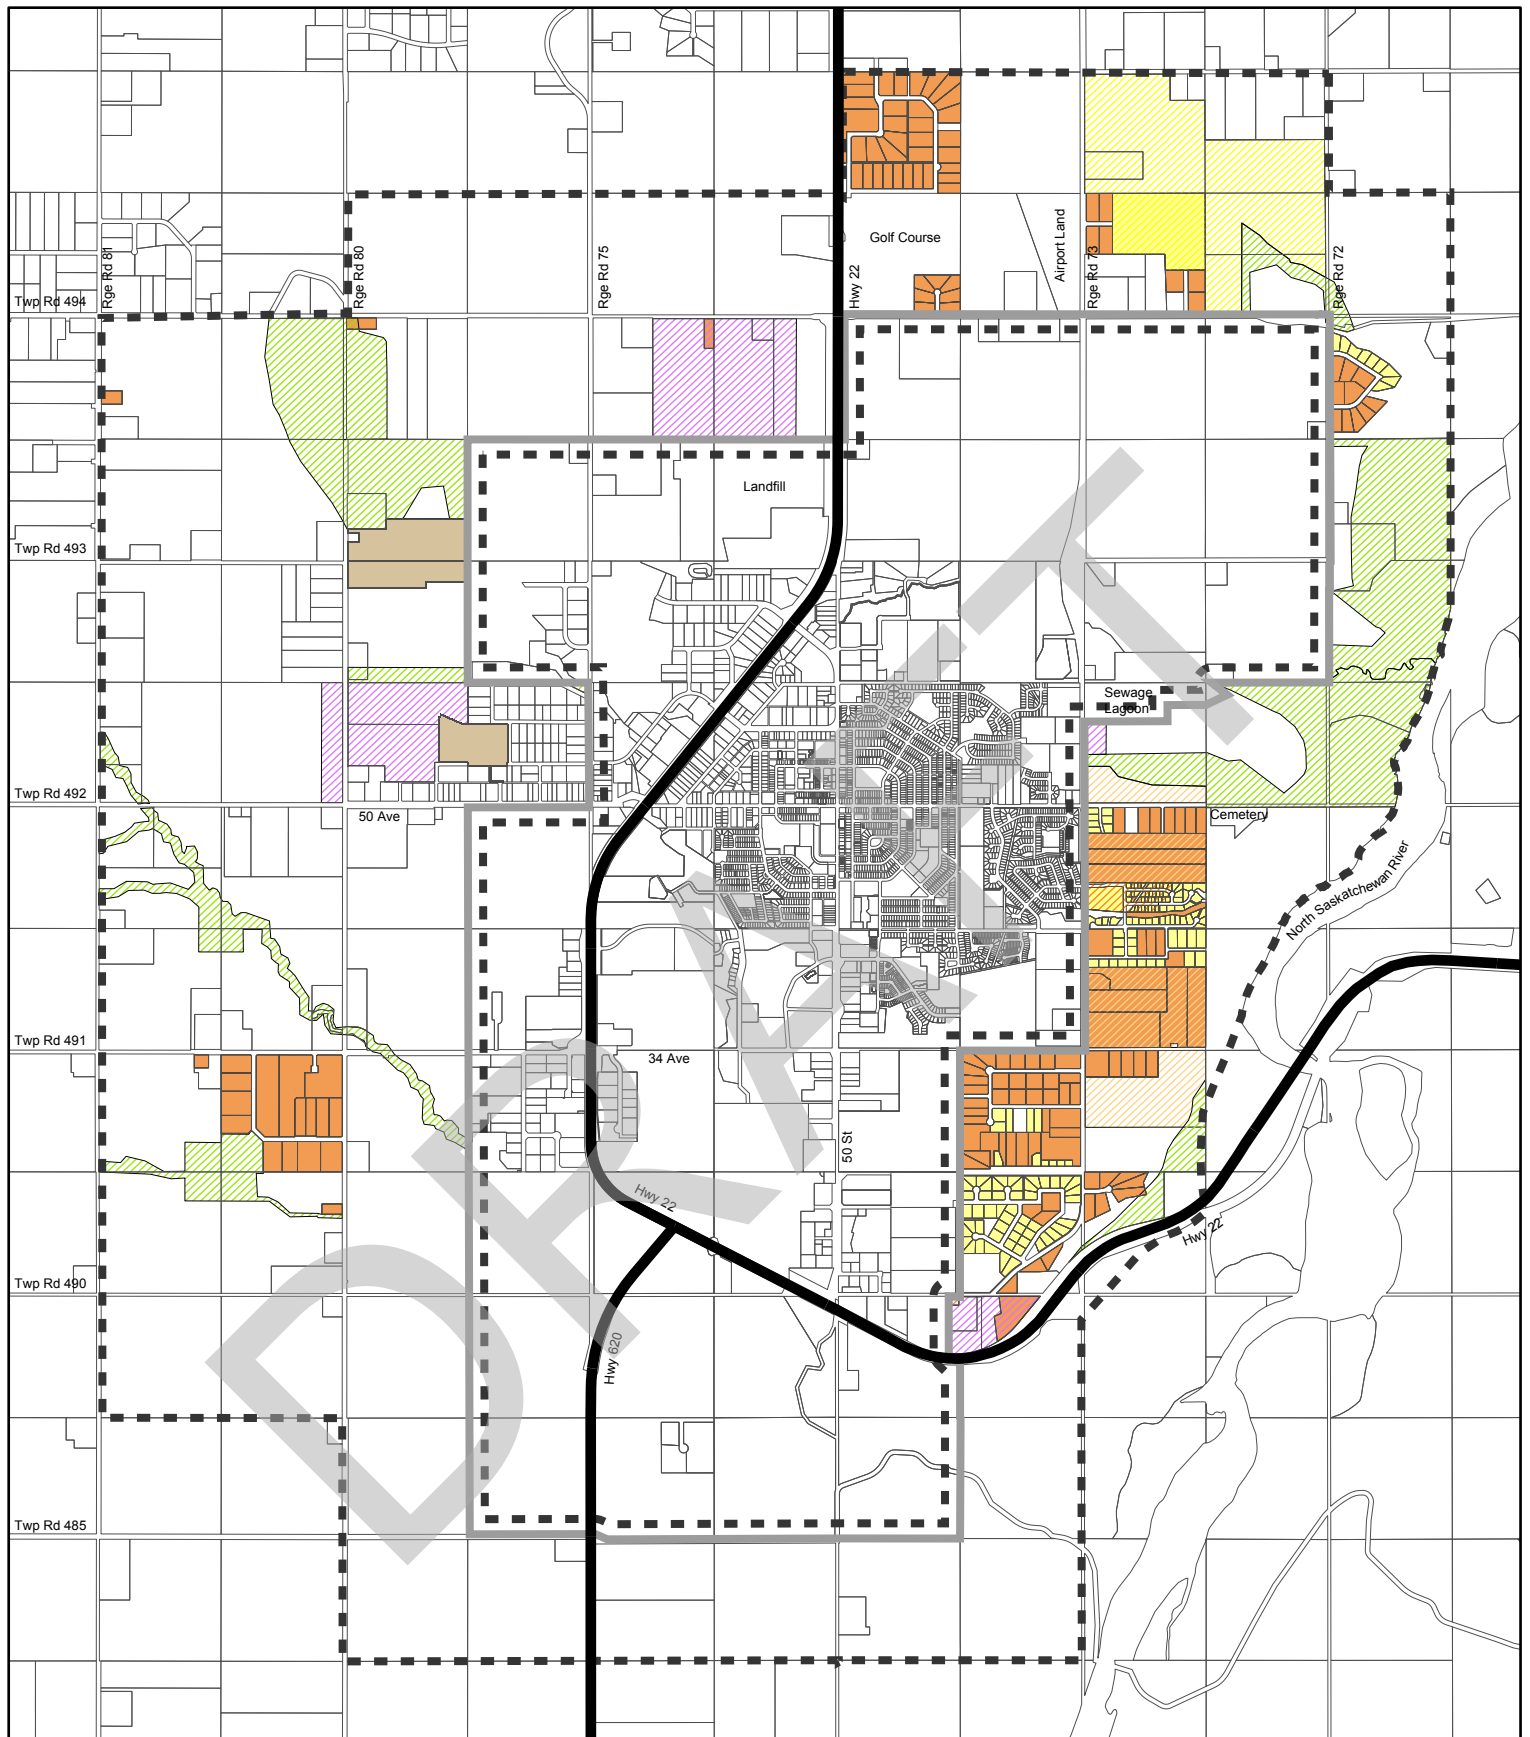 Golf Course
Airport Land
Rge Rd 81
Rge Rd 80
Rge Rd 75
Hwy 22
Rge Rd 73
Rge Rd 72
Twp Rd 494
Landfill
Twp Rd 493
Sewage
Lagoon
Twp Rd 492
50 Ave
Cemetery
North Saskatchewan River
Twp Rd 491
34 Ave
50 St
Hwy 22
Hwy 22
Twp Rd 490
Hwy 620
Twp Rd 485
DRAFT